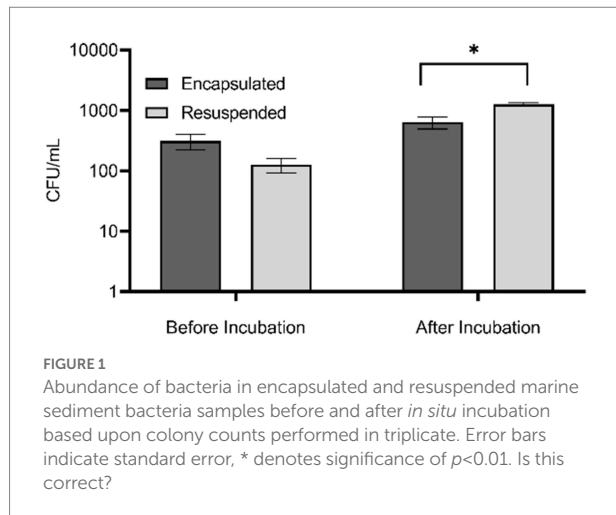 10000
1000
100
10
1
CFU/mL
Encapsulated
Resuspended
*
Before Incubation
After Incubation
FIGURE 1
Abundance of bacteria in encapsulated and resuspended marine
sediment bacteria samples before and after in situ incubation
based upon colony counts performed in triplicate. Error bars
indicate standard error, * denotes significance of p<0.01. Is this
correct?